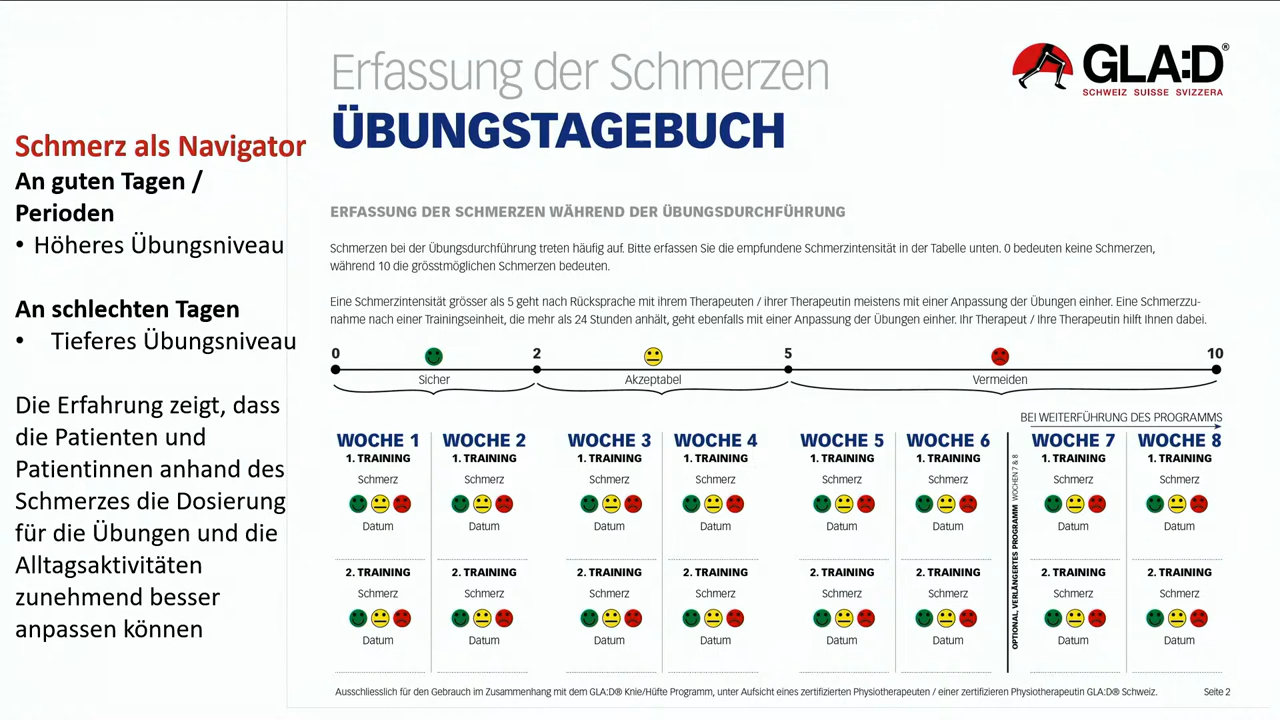 Schmerz als Navigator
An guten Tagen /
Perioden
• Höheres Übungsniveau
An schlechten Tagen
• Tieferes Übungsniveau
Die Erfahrung zeigt, dass
die Patienten und
Patientinnen anhand des
Schmerzes die Dosierung
für die Übungen und die
Alltagsaktivitäten
zunehmend besser
anpassen können
Erfassung der Schmerzen
ÜBUNGSTAGEBUCH
GLA:D®
SCHWEIZ SUISSE SVIZZERA
ERFASSUNG DER SCHMERZEN WÄHREND DER ÜBUNGSDURCHFÜHRUNG
Schmerzen bei der Übungsdurchführung treten häufig auf. Bitte erfassen Sie die empfundene Schmerzintensität in der Tabelle unten. 0 bedeuten keine Schmerzen,
während 10 die grösstmöglichen Schmerzen bedeuten.
Eine Schmerzintensität grösser als 5 geht nach Rücksprache mit ihrem Therapeuten / ihrer Therapeutin meistens mit einer Anpassung der Übungen einher. Eine Schmerzzu-
nahme nach einer Trainingseinheit, die mehr als 24 Stunden anhält, geht ebenfalls mit einer Anpassung der Übungen einher. Ihr Therapeut / Ihre Therapeutin hilft Ihnen dabei.
0 2 5 10
Sicher Akzeptabel Vermeiden
BEI WEITERFÜHRUNG DES PROGRAMMS
WOCHE 1 WOCHE 2 WOCHE 3 WOCHE 4 WOCHE 5 WOCHE 6 WOCHE 7 WOCHE 8
1. TRAINING 1. TRAINING 1. TRAINING 1. TRAINING 1. TRAINING 1. TRAINING 1. TRAINING 1. TRAINING
Schmerz Schmerz Schmerz Schmerz Schmerz Schmerz Schmerz Schmerz
Datum Datum Datum Datum Datum Datum Datum Datum
OPTIONAL, VERLÄNGERTES PROGRAMM WOCHEN 7 & 8
2. TRAINING 2. TRAINING 2. TRAINING 2. TRAINING 2. TRAINING 2. TRAINING 2. TRAINING 2. TRAINING
Schmerz Schmerz Schmerz Schmerz Schmerz Schmerz Schmerz Schmerz
Datum Datum Datum Datum Datum Datum Datum Datum
Ausschliesslich für den Gebrauch im Zusammenhang mit dem GLA:D® Knie/Hüfte Programm, unter Aufsicht eines zertifizierten Physiotherapeuten / einer zertifizieren Physiotherapeutin GLA:D® Schweiz.
Seite 2